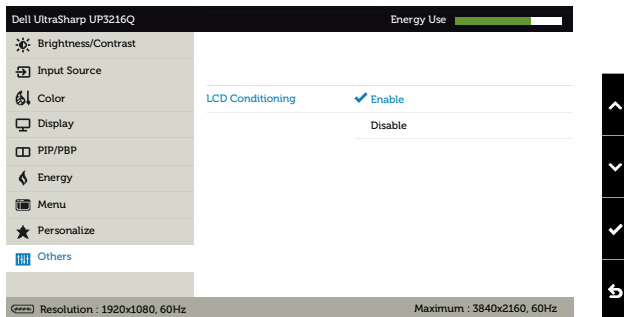 Dell UltraSharp UP3216Q Energy Use
Brightness/Contrast
Input Source
Color LCD Conditioning Enable
Display Disable
PIP/PBP
Energy
Menu
Personalize
Others
Resolution : 1920x1080, 60Hz Maximum : 3840x2160, 60Hz